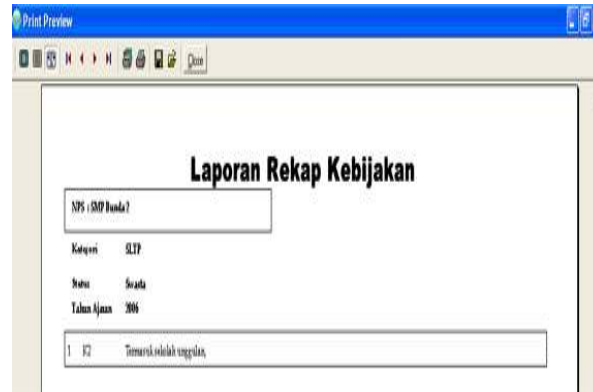 Print Preview
Close
Laporan Rekap Kebijakan
NPS : SMP Bunda 2
Kategori SLTP
Status Swasta
Tahun Ajaran 2006
1 K2 Termasuk sekolah unggulan,